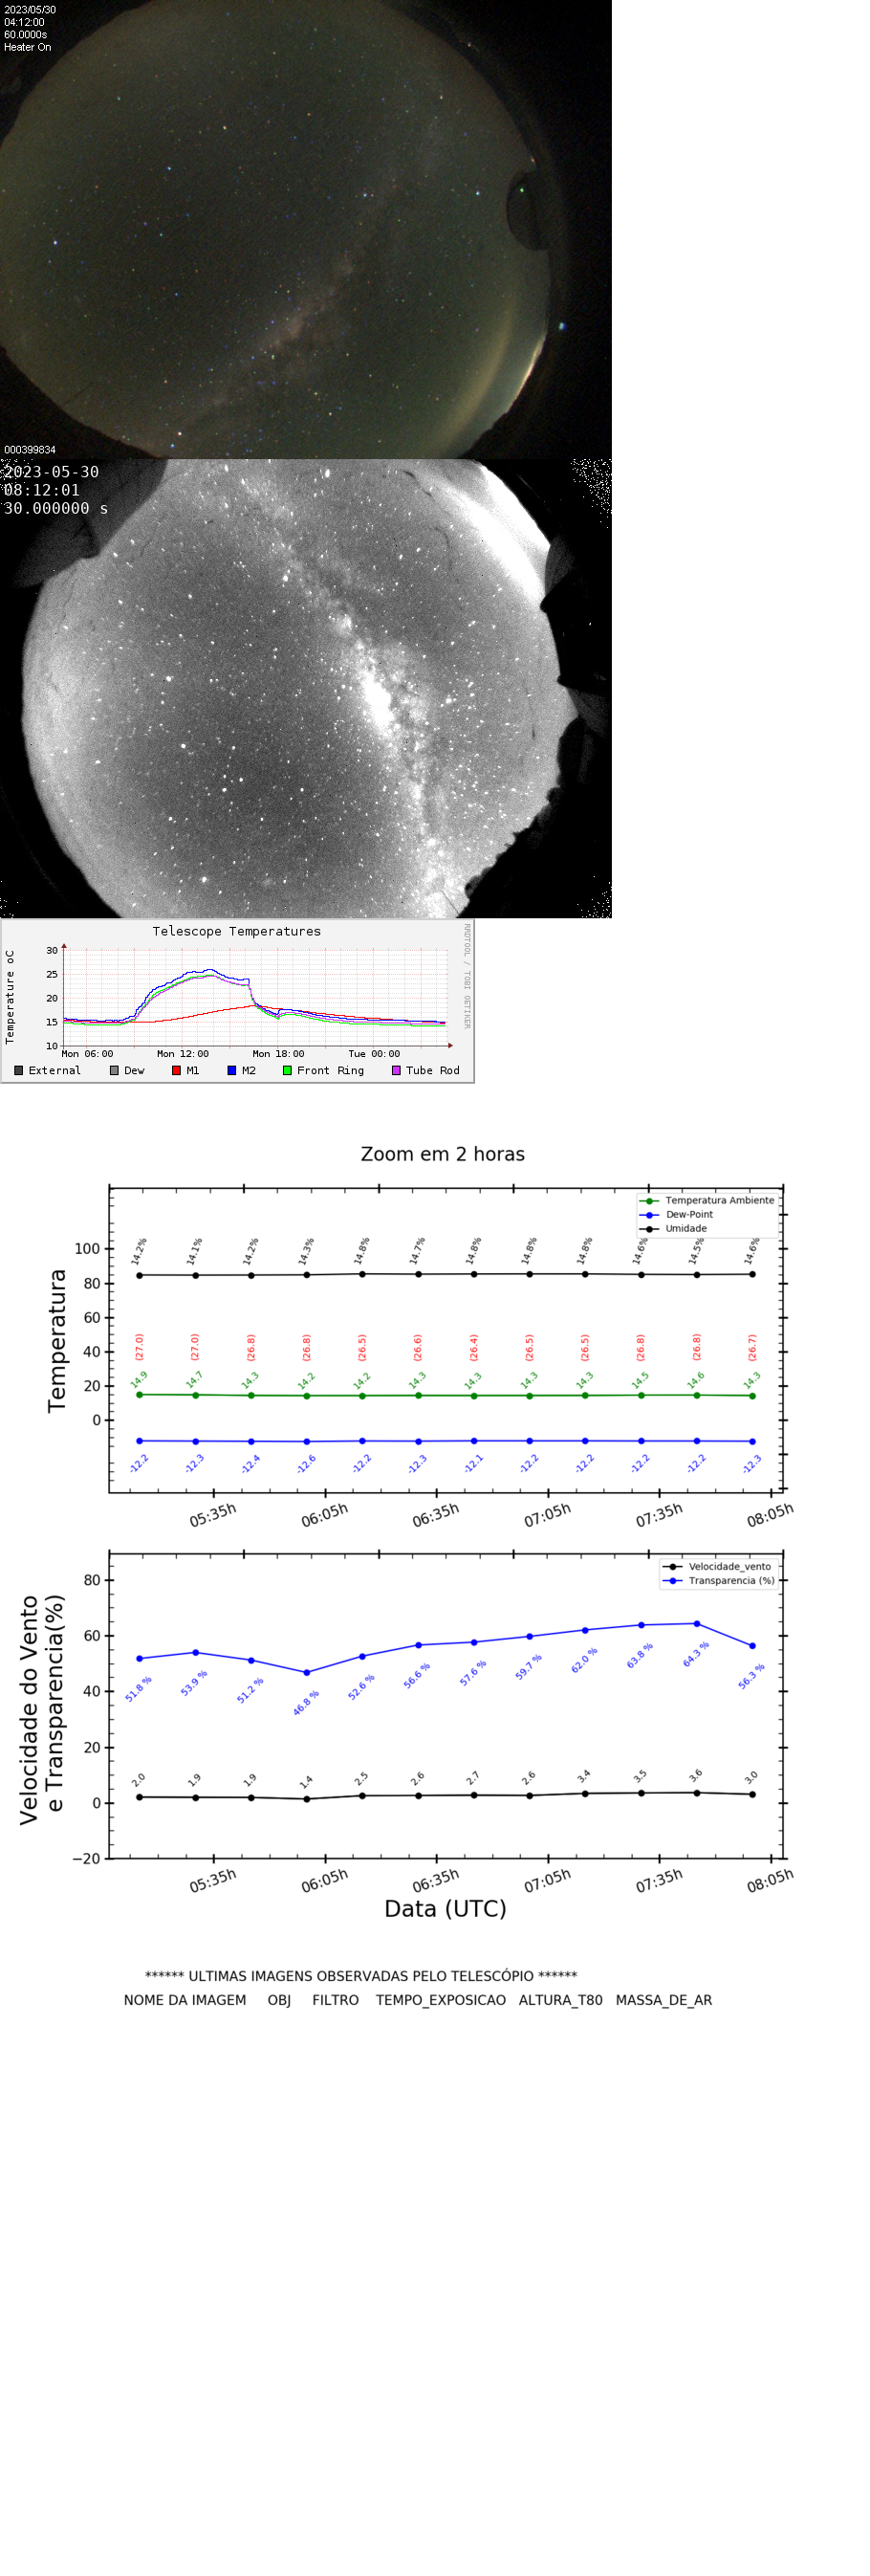 2023/05/30
04:12:00
60.0000s
Heater On
000399834
2023-05-30
08:12:01
30.000000 s
Telescope Temperatures
RRDTOOL / TOBI OETIKER
Temperature oC
30
25
20
15
10
Mon 06:00 Mon 12:00 Mon 18:00 Tue 00:00
External Dew M1 M2 Front Ring Tube Rod
Zoom em 2 horas
Temperatura Ambiente
Dew-Point
Umidade
Temperatura
100
80
60
40
20
0
14.2% 14.1% 14.2% 14.3% 14.8% 14.7% 14.8% 14.8% 14.8% 14.6% 14.5% 14.6%
(27.0) (27.0) (26.8) (26.8) (26.5) (26.6) (26.4) (26.5) (26.5) (26.8) (26.8) (26.7)
14.9 14.7 14.3 14.2 14.2 14.3 14.3 14.3 14.3 14.5 14.6 14.3
-12.2 -12.3 -12.4 -12.6 -12.2 -12.3 -12.1 -12.2 -12.2 -12.2 -12.2 -12.3
05:35h 06:05h 06:35h 07:05h 07:35h 08:05h
Velocidade_vento
Transparencia (%)
Velocidade do Vento
e Transparencia(%)
80
60
40
20
0
−20
51.8 % 53.9 % 51.2 % 46.8 % 52.6 % 56.6 % 57.6 % 59.7 % 62.0 % 63.8 % 64.3 % 56.3 %
2.0 1.9 1.9 1.4 2.5 2.6 2.7 2.6 3.4 3.5 3.6 3.0
05:35h 06:05h 06:35h 07:05h 07:35h 08:05h
Data (UTC)
****** ULTIMAS IMAGENS OBSERVADAS PELO TELESCÓPIO ******
NOME DA IMAGEM OBJ FILTRO TEMPO_EXPOSICAO ALTURA_T80 MASSA_DE_AR